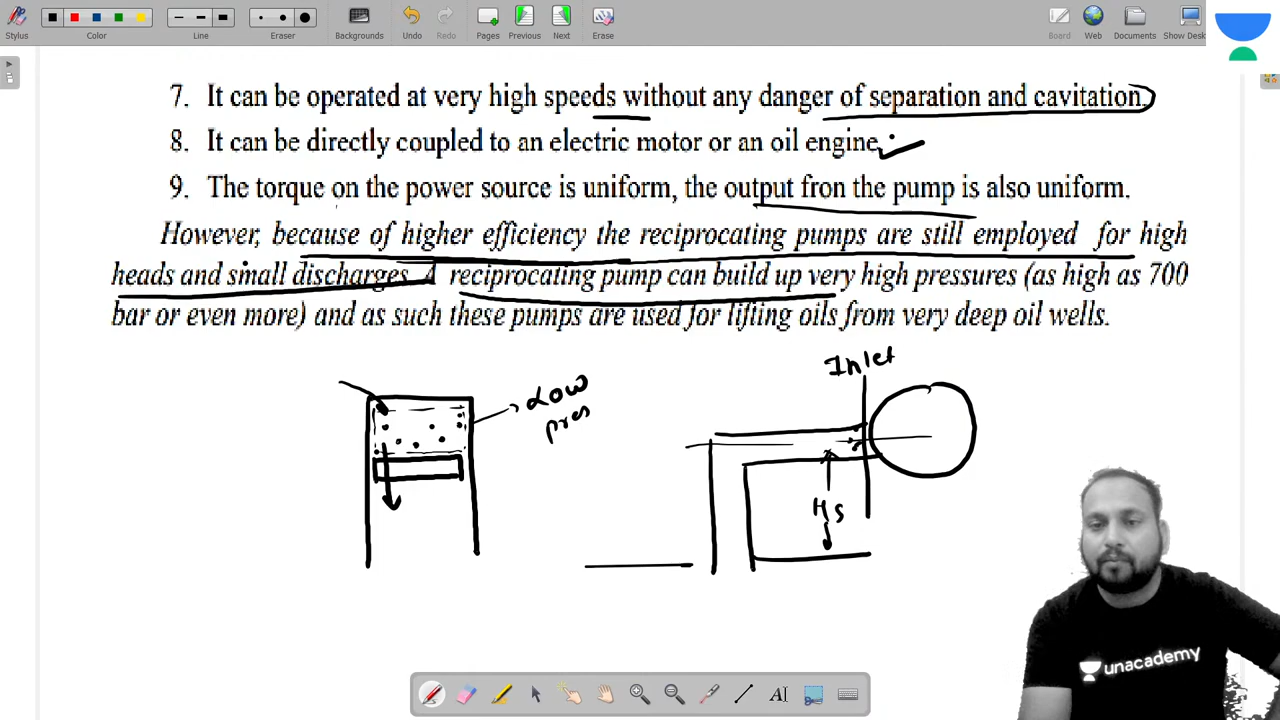 Stylus Color Line Eraser Backgrounds Undo Redo Pages Previous Next Erase Board Web Documents Show Desk
7. It can be operated at very high speeds without any danger of separation and cavitation.
8. It can be directly coupled to an electric motor or an oil engine.
9. The torque on the power source is uniform, the output fron the pump is also uniform.
However, because of higher efficiency the reciprocating pumps are still employed for high
heads and small discharges. A reciprocating pump can build up very high pressures (as high as 700
bar or even more) and as such these pumps are used for lifting oils from very deep oil wells.
Inlet
Low
pres
Hs
unacademy